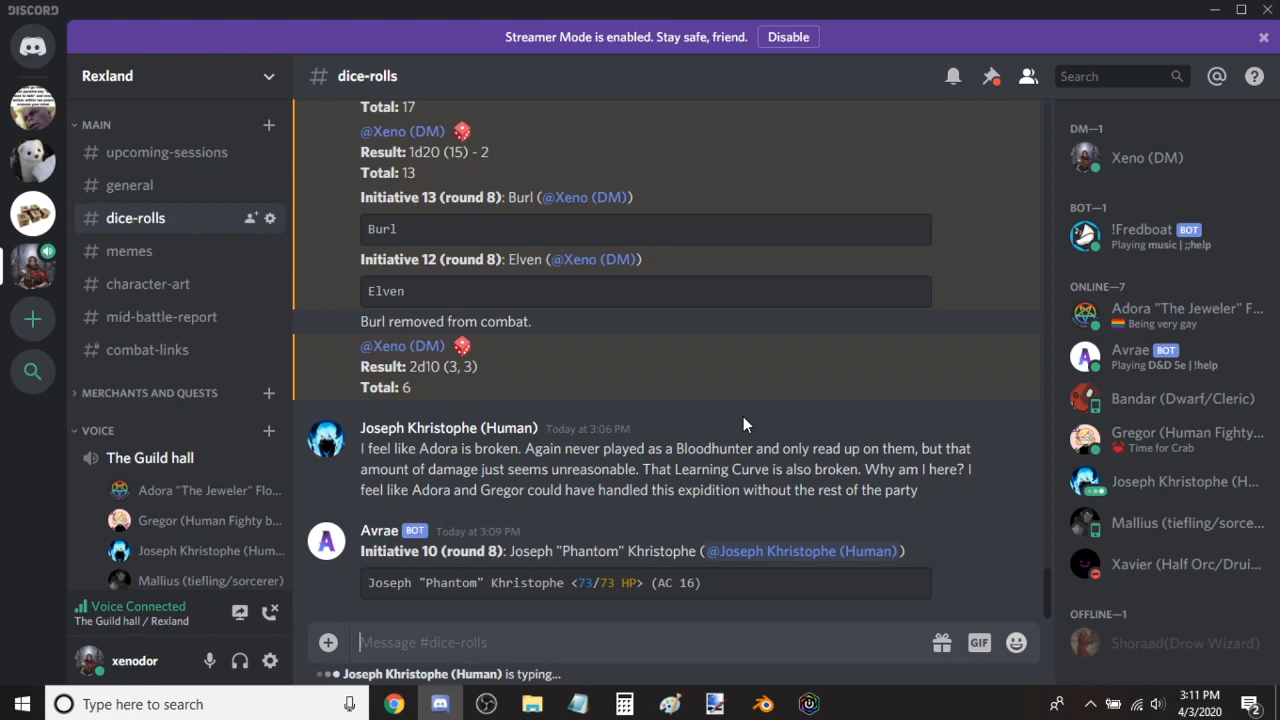 DISCORD
Streamer Mode is enabled. Stay safe, friend.
Disable
Rexland
dice-rolls
Search
MAIN
upcoming-sessions
general
dice-rolls
memes
character-art
mid-battle-report
combat-links
MERCHANTS AND QUESTS
VOICE
The Guild hall
Adora "The Jeweler" Flo...
Gregor (Human Fighty b...
Joseph Khristophe (Hum...
Mallius (tiefling/sorcerer)
Voice Connected
The Guild hall / Rexland
xenodor
Total: 17
@Xeno (DM)
Result: 1d20 (15) - 2
Total: 13
Initiative 13 (round 8): Burl (@Xeno (DM))
Burl
Initiative 12 (round 8): Elven (@Xeno (DM))
Elven
Burl removed from combat.
@Xeno (DM)
Result: 2d10 (3, 3)
Total: 6
Joseph Khristophe (Human) Today at 3:06 PM
I feel like Adora is broken. Again never played as a Bloodhunter and only read up on them, but that
amount of damage just seems unreasonable. That Learning Curve is also broken. Why am I here? I
feel like Adora and Gregor could have handled this expidition without the rest of the party
Avrae BOT Today at 3:09 PM
Initiative 10 (round 8): Joseph "Phantom" Khristophe (@Joseph Khristophe (Human))
Joseph "Phantom" Khristophe <73/73 HP> (AC 16)
Message #dice-rolls
GIF
Joseph Khristophe (Human) is typing...
DM—1
Xeno (DM)
BOT—1
!Fredboat BOT
Playing music | ;;help
ONLINE—7
Adora "The Jeweler" F...
Being very gay
Avrae BOT
Playing D&D 5e | !help
Bandar (Dwarf/Cleric)
Gregor (Human Fighty...
Time for Crab
Joseph Khristophe (H...
Mallius (tiefling/sorce...
Xavier (Half Orc/Drui...
OFFLINE—1
Shoraad(Drow Wizard)
Type here to search
3:11 PM
4/3/2020
2